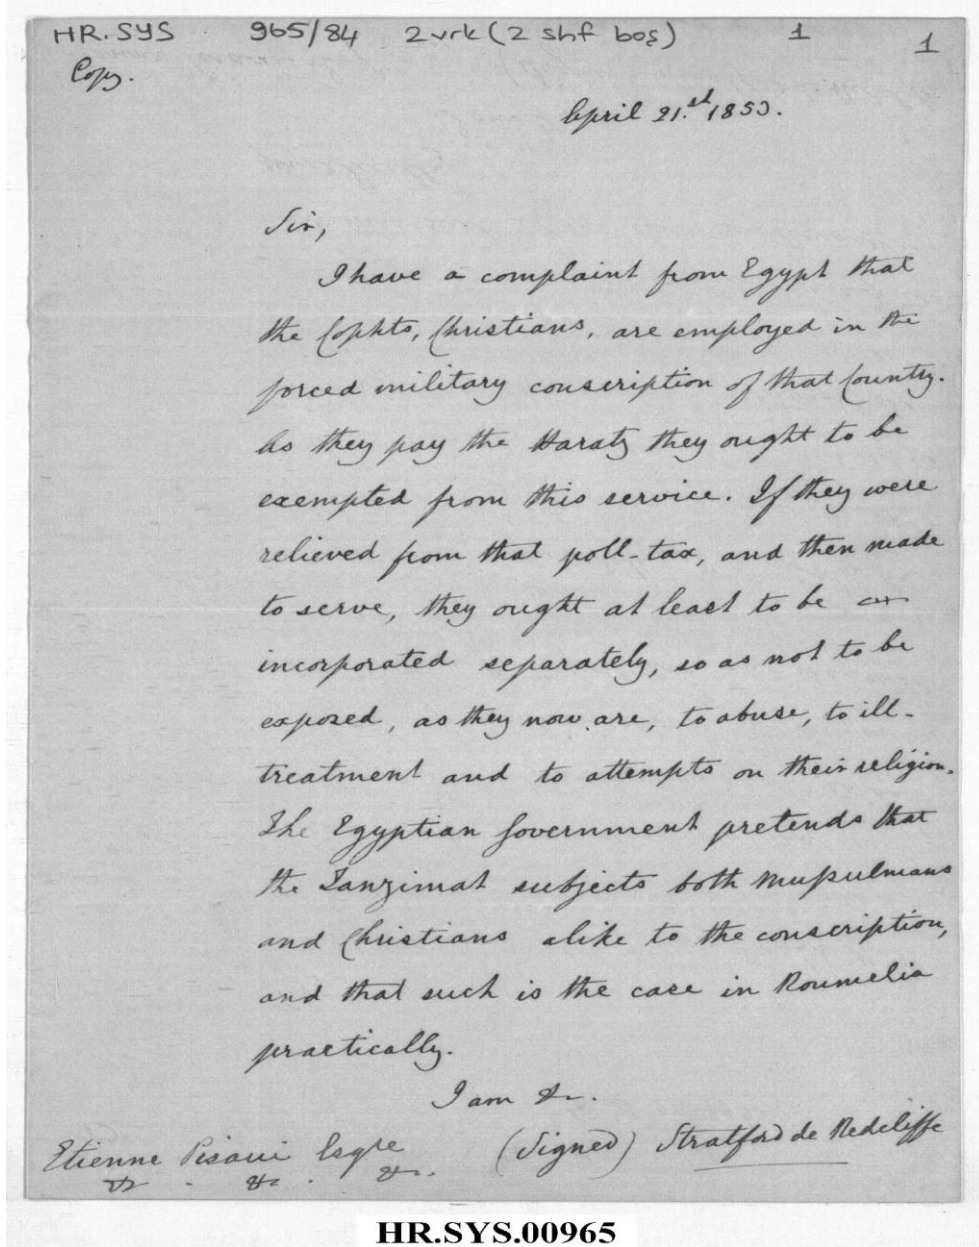 HR.SYS 965/84 2 vrk (2 shf boş) 1 1
Copy.
April 21.st 1853.
Sir,
I have a complaint from Egypt that
the Cophts, Christians, are employed in the
forced military conscription of that Country.
As they pay the Haratz they ought to be
exempted from this service. If they were
relieved from that poll-tax, and then made
to serve, they ought at least to be
incorporated separately, so as not to be
exposed, as they now are, to abuse, to ill-
treatment and to attempts on their religion.
The Egyptian Government pretends that
the Tanzimat subjects both Mussulmans
and Christians alike to the conscription,
and that such is the case in Roumelia
practically.
I am &c.
(Signed) Stratford de Redcliffe
Etienne Pisani Esqre
&c. &c. &c.
HR.SYS.00965